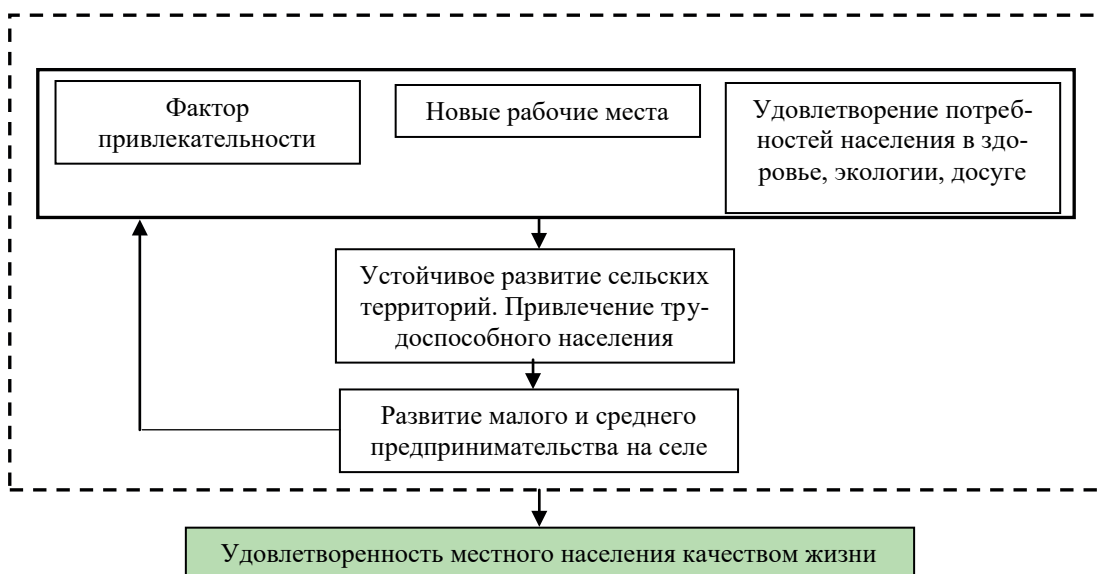 Фактор
привлекательности
Новые рабочие места
Удовлетворение потреб-
ностей населения в здо-
ровье, экологии, досуге
Устойчивое развитие сельских
территорий. Привлечение тру-
доспособного населения
Развитие малого и среднего
предпринимательства на селе
Удовлетворенность местного населения качеством жизни